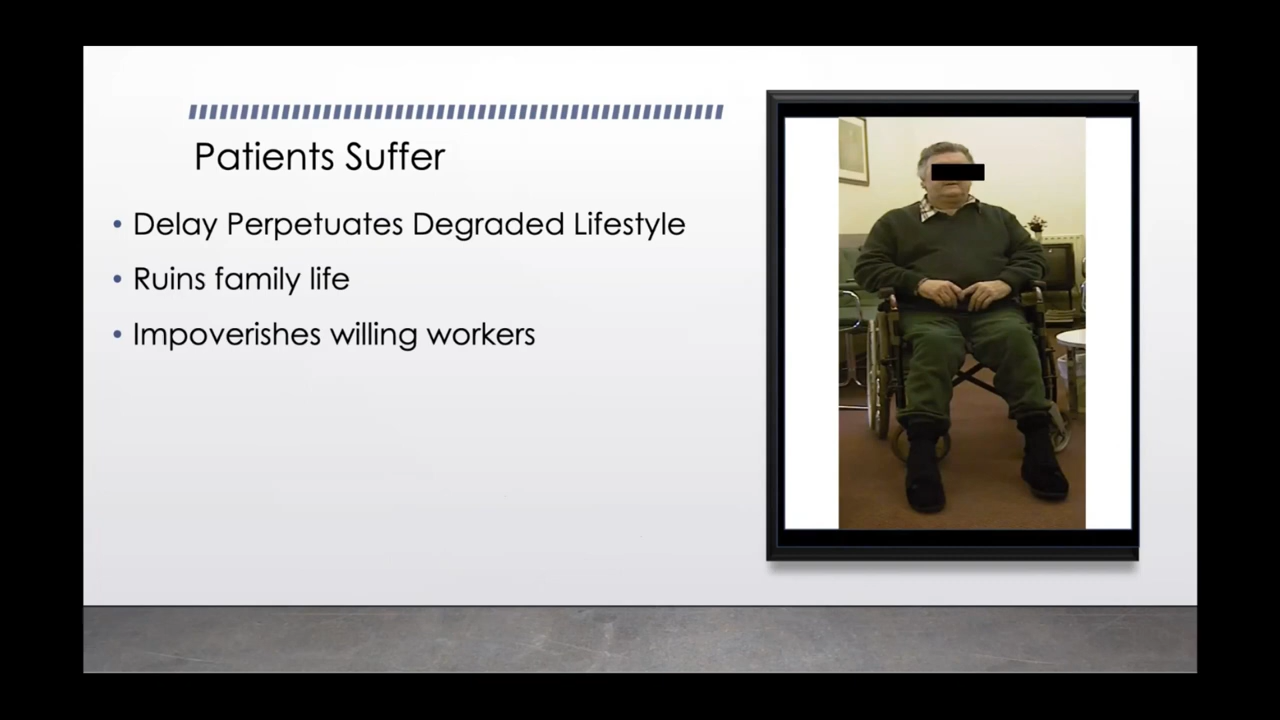 Patients Suffer
• Delay Perpetuates Degraded Lifestyle
• Ruins family life
• Impoverishes willing workers